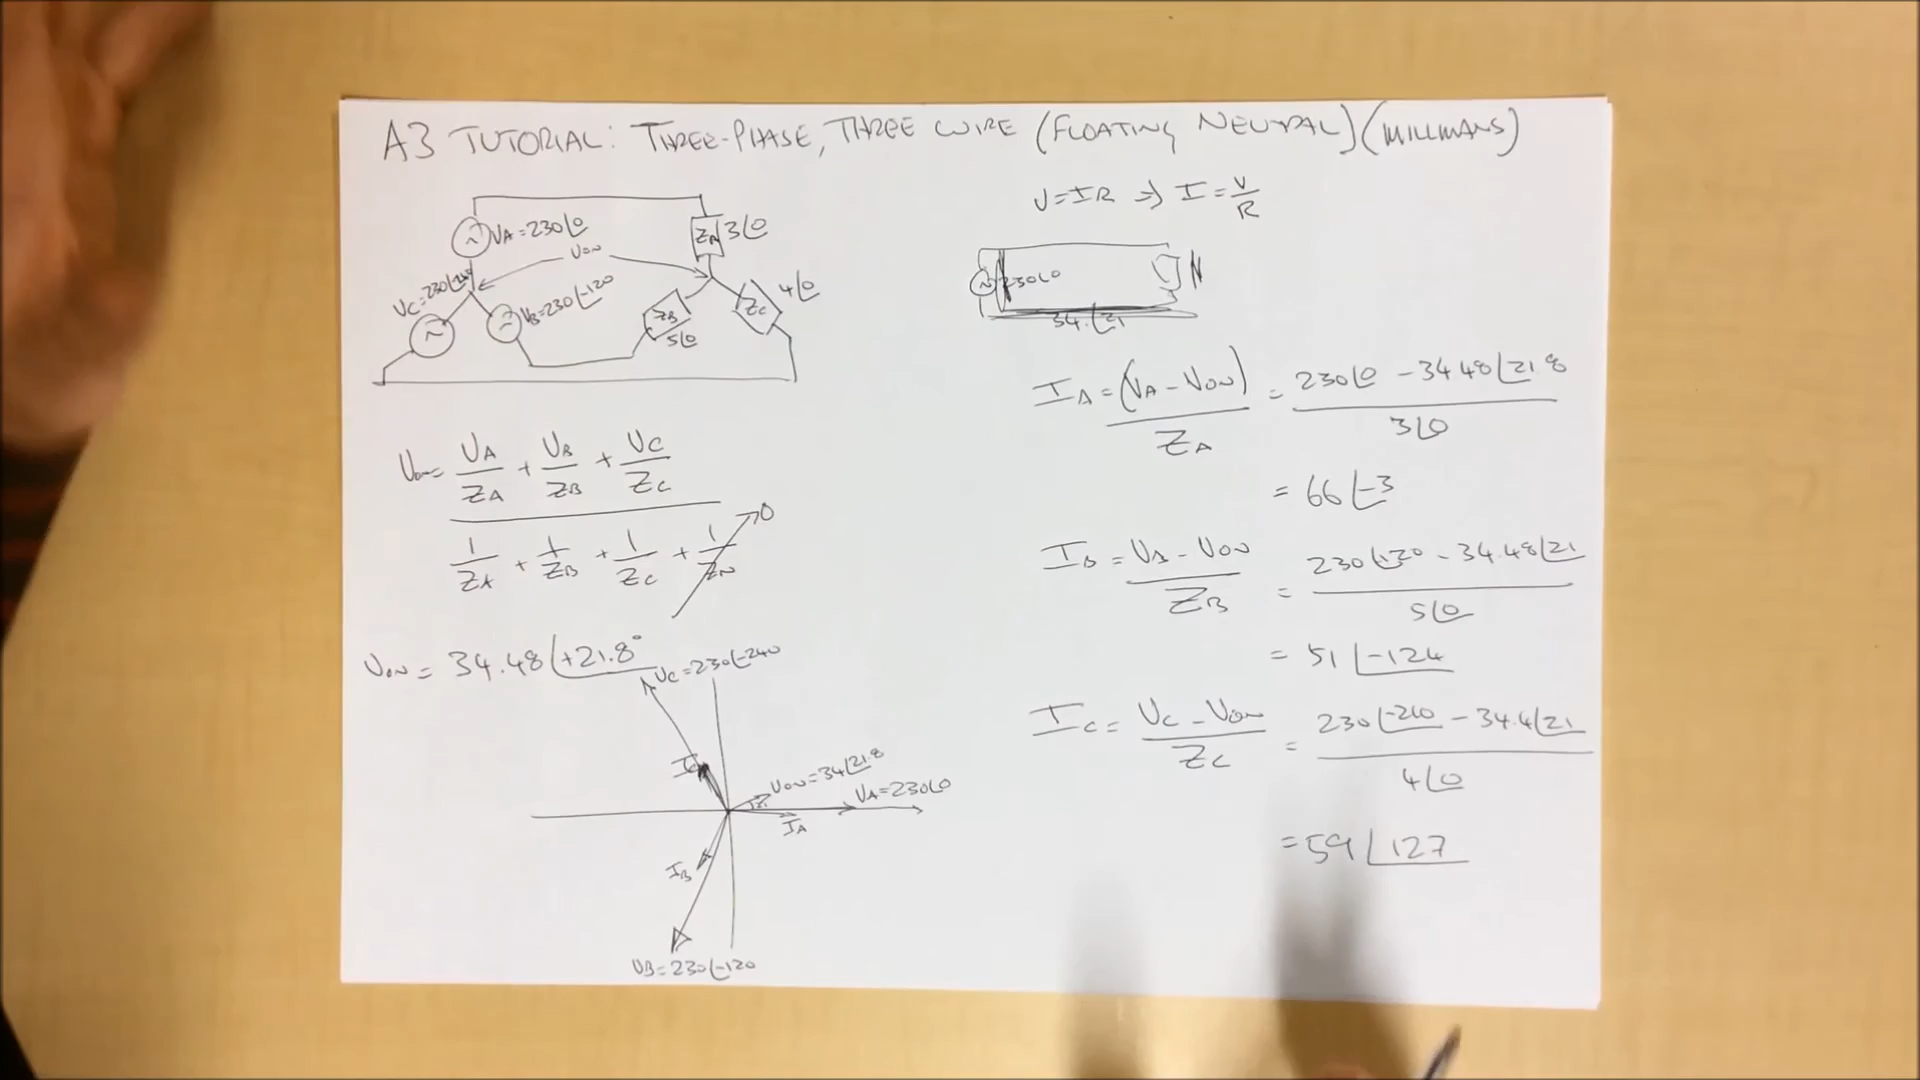 A3 TUTORIAL: THREE-PHASE, THREE WIRE (FLOATING NEUTRAL) (MILLMANS)
VA=230∠0
ZA 3∠0
VON
VC=230∠-240
VB=230∠-120
ZB
5∠0
ZC 4∠0
VON = (VA/ZA + VB/ZB + VC/ZC) / (1/ZA + 1/ZB + 1/ZC + 1/ZN) 0
VON = 34.48∠+21.8°
VC=230∠-240
IC
VON=34∠21.8
VA=230∠0
IA
IB
VB=230∠-120
V=IR ⇒ I = V/R
230∠0
34.∠21
IA = (VA - VON) / ZA = 230∠0 - 34.48∠21.8 / 3∠0
= 66∠-3
IB = VB - VON / ZB = 230∠-120 - 34.48∠21 / 5∠0
= 51∠-124
IC = VC - VON / ZC = 230∠-240 - 34.4∠21 / 4∠0
= 59∠127